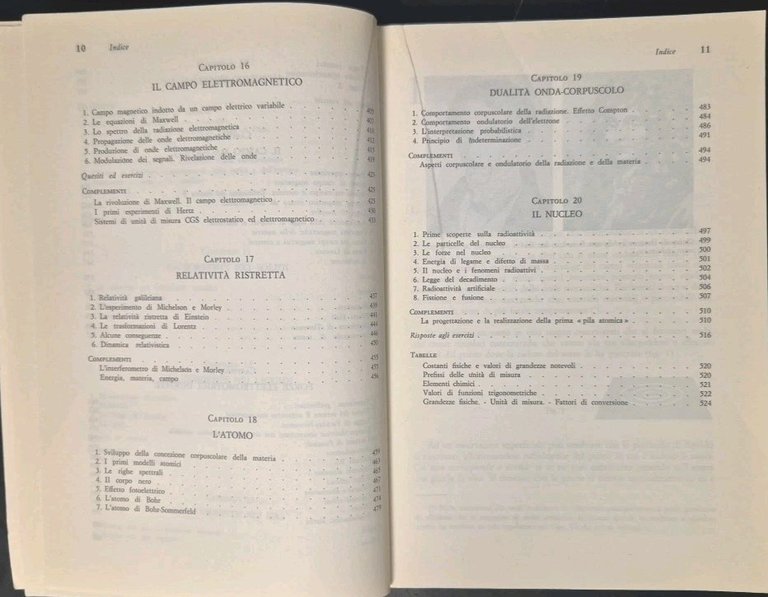 10 Indice
CAPITOLO 16
IL CAMPO ELETTROMAGNETICO
1. Campo magnetico indotto da un campo elettrico variabile
2. Le equazioni di Maxwell
3. Lo spettro della radiazione elettromagnetica
4. Propagazione delle onde elettromagnetiche
5. Produzione di onde elettromagnetiche
6. Modulazione dei segnali. Rivelazione delle onde
Quesiti ed esercizi
COMPLEMENTI
La rivoluzione di Maxwell. Il campo elettromagnetico
I primi esperimenti di Hertz
Sistemi di unità di misura CGS elettrostatico ed elettromagnetico
CAPITOLO 17
RELATIVITÀ RISTRETTA
1. Relatività galileiana 437
2. L'esperimento di Michelson e Morley
3. La relatività ristretta di Einstein
4. Le trasformazioni di Lorentz
5. Alcune conseguenze
6. Dinamica relativistica 450
COMPLEMENTI
L'interferometro di Michelson e Morley
Energia, materia, campo
CAPITOLO 18
L'ATOMO
1. Sviluppo della concezione corpuscolare della materia
2. I primi modelli atomici
3. Le righe spettrali
4. Il corpo nero 467
5. Effetto fotoelettrico 471
6. L'atomo di Bohr 474
7. L'atomo di Bohr-Sommerfeld
Indice 11
CAPITOLO 19
DUALITÀ ONDA-CORPUSCOLO
1. Comportamento corpuscolare della radiazione. Effetto Compton 483
2. Comportamento ondulatorio dell'elettrone 484
3. L'interpretazione probabilistica 486
4. Principio di Indeterminazione 491
COMPLEMENTI 494
Aspetti corpuscolare e ondulatorio della radiazione e della materia 494
CAPITOLO 20
IL NUCLEO
1. Prime scoperte sulla radioattività 497
2. Le particelle del nucleo 499
3. Le forze nel nucleo 500
4. Energia di legame e difetto di massa 501
5. Il nucleo e i fenomeni radioattivi 502
6. Legge del decadimento 504
7. Radioattività artificiale 506
8. Fissione e fusione 507
COMPLEMENTI 510
La progettazione e la realizzazione della prima « pila atomica » 510
Risposte agli esercizi 516
TABELLE
Costanti fisiche e valori di grandezze notevoli 520
Prefissi delle unità di misura 520
Elementi chimici 521
Valori di funzioni trigonometriche 522
Grandezze fisiche. - Unità di misura. - Fattori di conversione 524